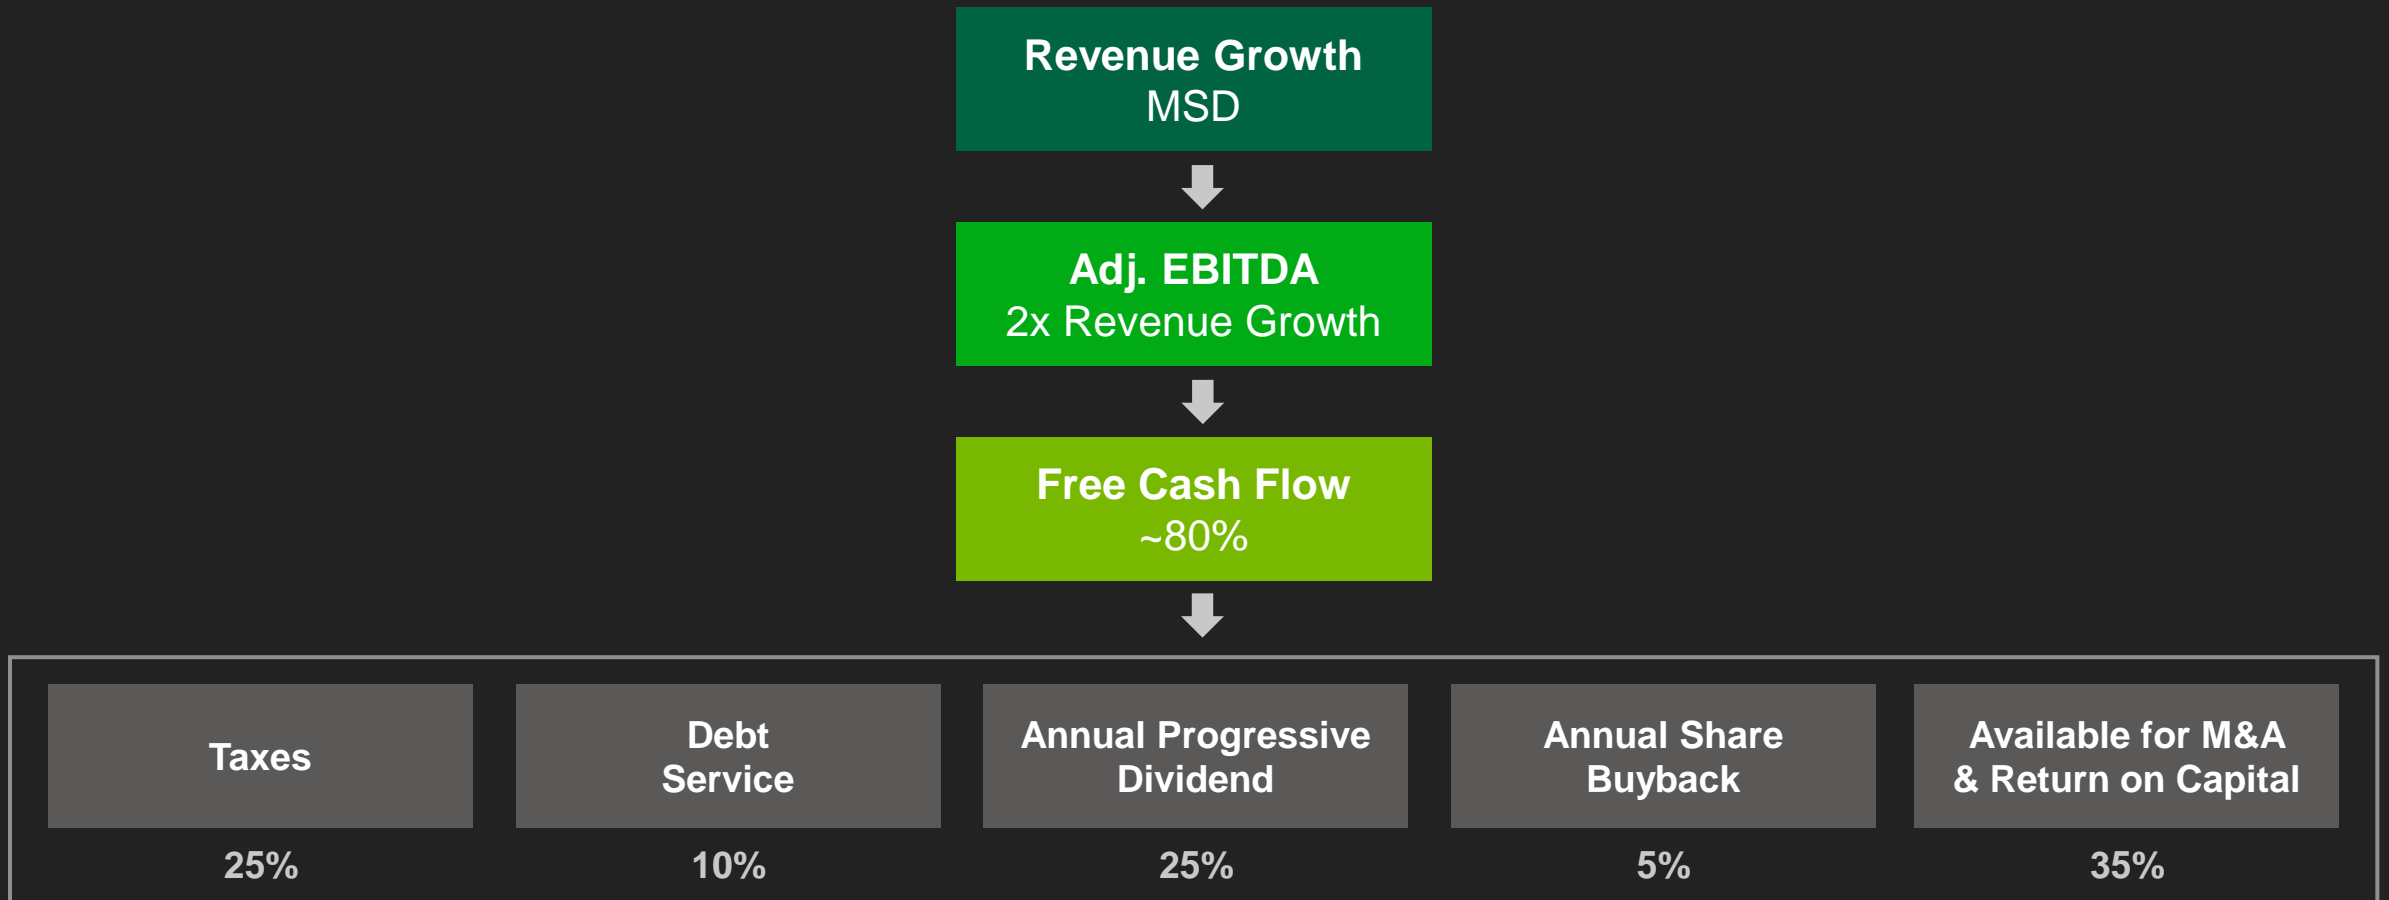 Revenue Growth
MSD
Adj. EBITDA
2x Revenue Growth
Free Cash Flow
~80%
Taxes
25%
Debt
Service
10%
Annual Progressive
Dividend
25%
Annual Share
Buyback
5%
Available for M&A
& Return on Capital
35%